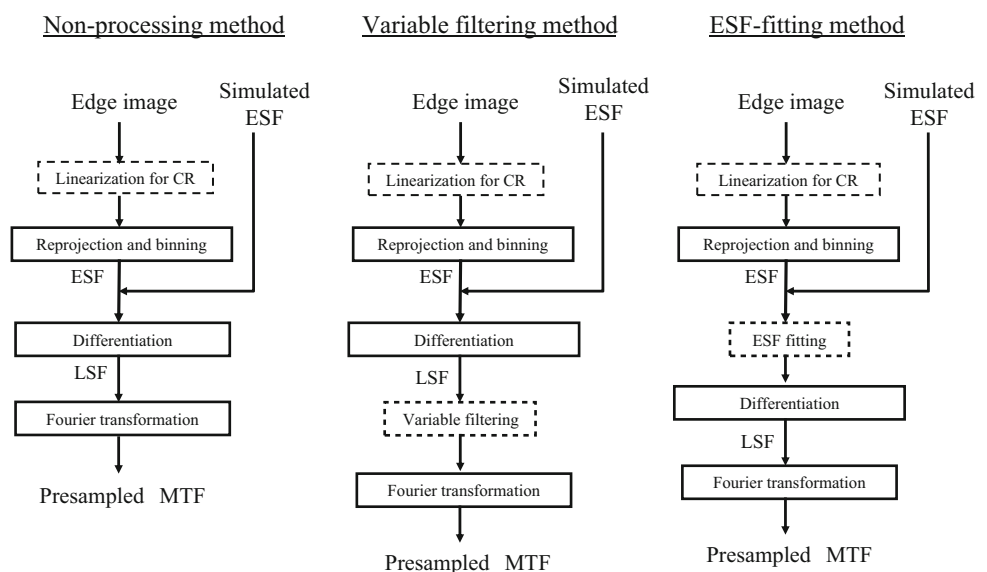 Non-processing method
Edge image
Simulated
ESF
Linearization for CR
Reprojection and binning
ESF
Differentiation
LSF
Fourier transformation
Presampled MTF
Variable filtering method
Edge image
Simulated
ESF
Linearization for CR
Reprojection and binning
ESF
Differentiation
LSF
Variable filtering
Fourier transformation
Presampled MTF
ESF-fitting method
Edge image
Simulated
ESF
Linearization for CR
Reprojection and binning
ESF
ESF fitting
Differentiation
LSF
Fourier transformation
Presampled MTF